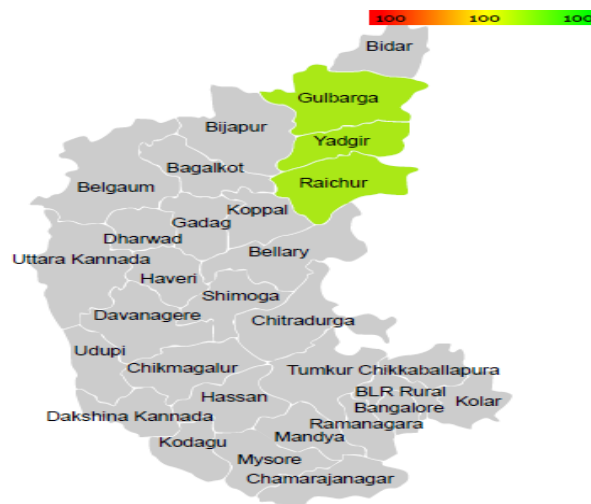 100 100 100
Bidar
Gulbarga
Bijapur
Yadgir
Bagalkot
Raichur
Belgaum
Koppal
Gadag
Dharwad
Bellary
Uttara Kannada
Haveri
Shimoga
Davanagere
Chitradurga
Udupi
Chikmagalur
Tumkur Chikkaballapura
BLR Rural
Hassan
Kolar
Bangalore
Dakshina Kannada
Ramanagara
Mandya
Kodagu
Mysore
Chamarajanagar